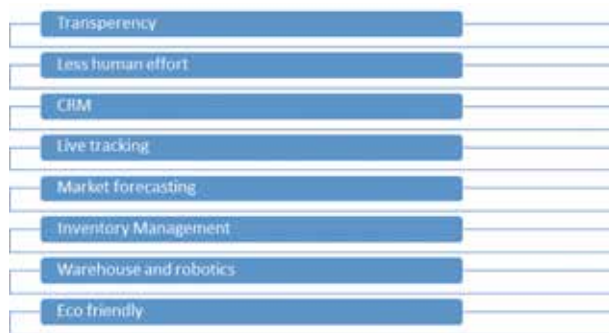 Transperency
Less human effort
CRM
Live tracking
Market forecasting
Inventory Management
Warehouse and robotics
Eco friendly